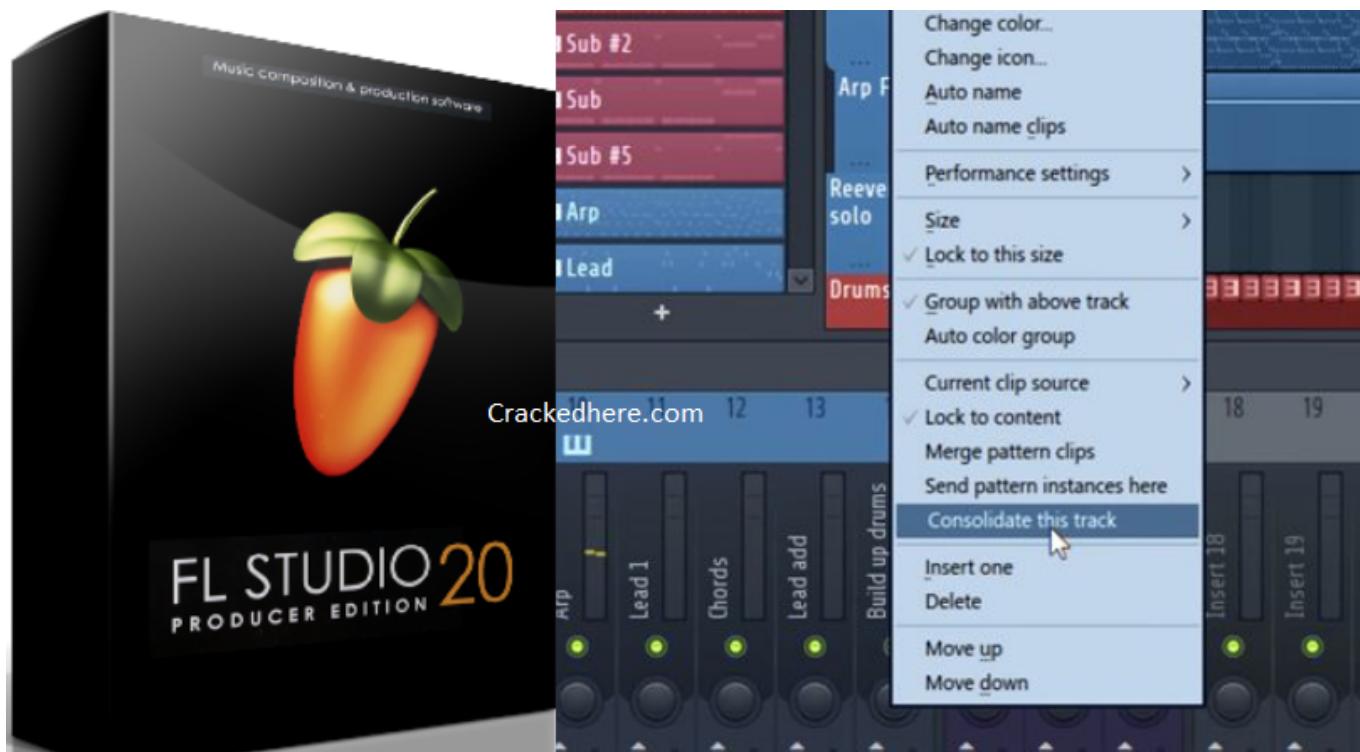 Music composition & production software
FL STUDIO 20
PRODUCER EDITION
Crackedhere.com
Sub #2
Sub
Sub #5
Arp
Lead
+
Arp F
Reeve
solo
Drums
Change color...
Change icon...
Auto name
Auto name clips
Performance settings
Size
Lock to this size
Group with above track
Auto color group
Current clip source
Lock to content
Merge pattern clips
Send pattern instances here
Consolidate this track
Insert one
Delete
Move up
Move down
10 11 12 13
18 19
Arp
Lead 1
Chords
Lead add
Build up drums
Insert 18
Insert 19